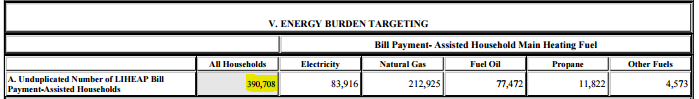 V. ENERGY BURDEN TARGETING
Bill Payment- Assisted Household Main Heating Fuel
All Households Electricity Natural Gas Fuel Oil Propane Other Fuels
A. Unduplicated Number of LIHEAP Bill
Payment-Assisted Households 390,708 83,916 212,925 77,472 11,822 4,573